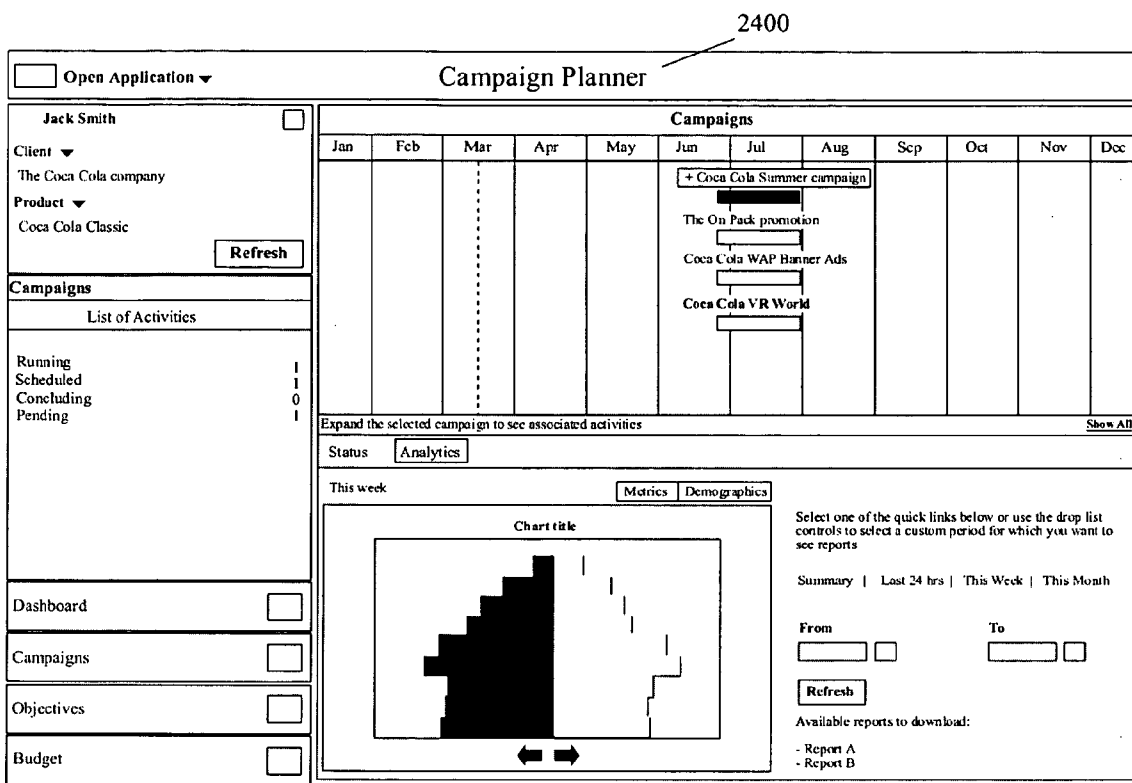 2400
Open Application
Campaign Planner
Jack Smith
Client
The Coca Cola company
Product
Coca Cola Classic
Refresh
Campaigns
List of Activities
Running 1
Scheduled 1
Concluding 0
Pending 1
Dashboard
Campaigns
Objectives
Budget
Campaigns
Jan Feb Mar Apr May Jun Jul Aug Sep Oct Nov Dec
+ Coca Cola Summer campaign
The On Pack promotion
Coca Cola WAP Banner Ads
Coca Cola VR World
Expand the selected campaign to see associated activities
Show All
Status Analytics
This week
Metrics Demographics
Chart title
Select one of the quick links below or use the drop list
controls to select a custom period for which you want to
see reports
Summary | Last 24 hrs | This Week | This Month
From To
Refresh
Available reports to download:
- Report A
- Report B